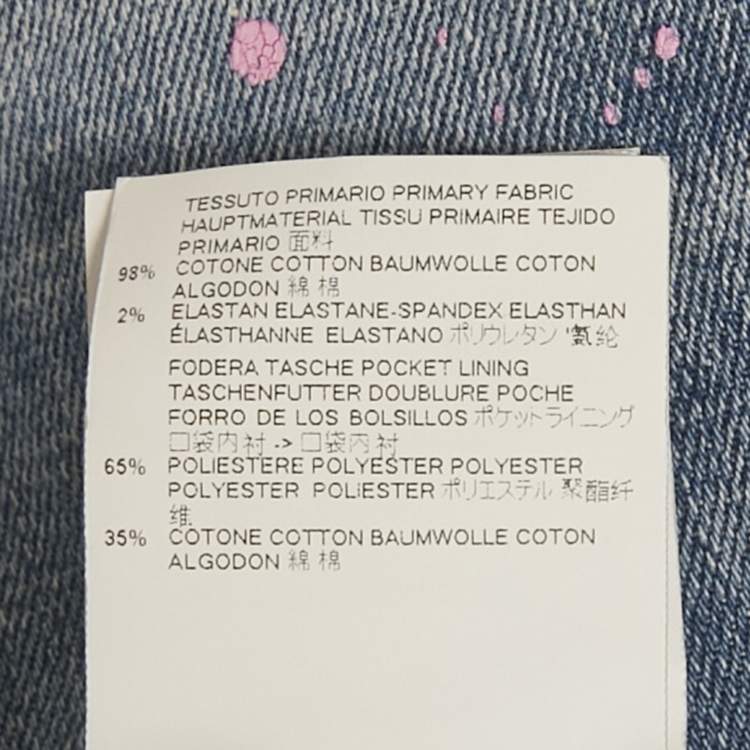 TESSUTO PRIMARIO PRIMARY FABRIC
HAUPTMATERIAL TISSU PRIMAIRE TEJIDO
PRIMARIO 面料
98% COTONE COTTON BAUMWOLLE COTON
ALGODON 綿 棉
2% ELASTAN ELASTANE-SPANDEX ELASTHAN
ÉLASTHANNE ELASTANO ポリウレタン '氨纶
FODERA TASCHE POCKET LINING
TASCHENFUTTER DOUBLURE POCHE
FORRO DE LOS BOLSILLOS ポケットライニング
口袋内衬 -> 口袋内衬
65% POLIESTERE POLYESTER POLYESTER
POLYESTER POLIESTER ポリエステル 聚酯纤
维
35% COTONE COTTON BAUMWOLLE COTON
ALGODON 綿 棉